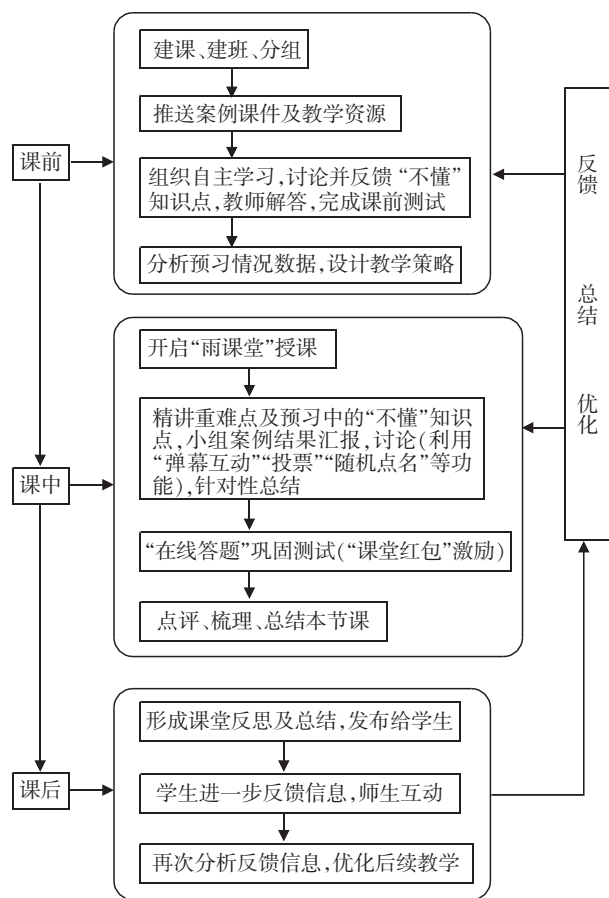 建课、建班、分组
推送案例课件及教学资源
课前
组织自主学习,讨论并反馈“不懂”
知识点,教师解答,完成课前测试
分析预习情况数据,设计教学策略
开启“雨课堂”授课
精讲重难点及预习中的“不懂”知识
点,小组案例结果汇报,讨论(利用
“弹幕互动”“投票”“随机点名”等功
能),针对性总结
课中
“在线答题”巩固测试(“课堂红包”激励)
点评、梳理、总结本节课
形成课堂反思及总结,发布给学生
课后
学生进一步反馈信息,师生互动
再次分析反馈信息,优化后续教学
反馈
总结
优化